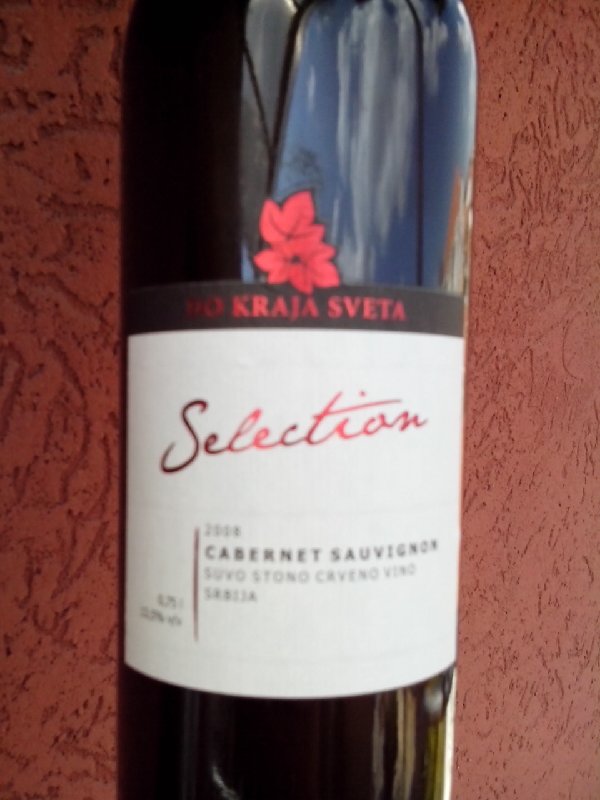 DO KRAJA SVETA
Selection
2008
CABERNET SAUVIGNON
SUVO STONO CRVENO VINO
SRBIJA
0,75 l